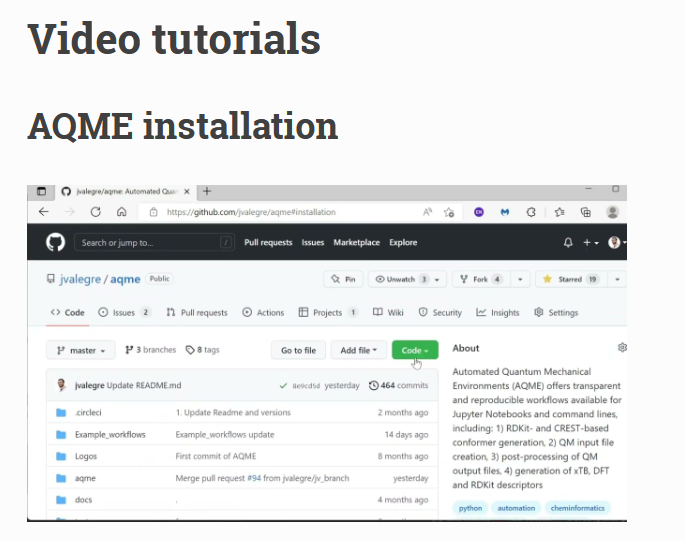 Video tutorials
AQME installation
jvalegre/aqme: Automated Qua
https://github.com/jvalegre/aqme#installation
Search or jump to... / Pull requests Issues Marketplace Explore
jvalegre / aqme Public Pin Unwatch 3 Fork 4 Starred 19
Code Issues 2 Pull requests Actions Projects 1 Wiki Security Insights Settings
master 3 branches 8 tags Go to file Add file Code
jvalegre Update README.md 8e9cd5d yesterday 464 commits
.circleci 1. Update Readme and versions 2 months ago
Example_workflows Example_workflows update 14 days ago
Logos First commit of AQME 8 months ago
aqme Merge pull request #94 from jvalegre/jv_branch yesterday
docs . 4 months ago
About
Automated Quantum Mechanical
Environments (AQME) offers transparent
and reproducible workflows available for
Jupyter Notebooks and command lines,
including: 1) RDKit- and CREST-based
conformer generation, 2) QM input file
creation, 3) post-processing of QM
output files, 4) generation of xTB, DFT
and RDKit descriptors
python automation cheminformatics